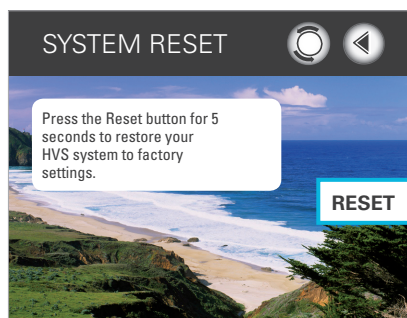 SYSTEM RESET
Press the Reset button for 5
seconds to restore your
HVS system to factory
settings.
RESET